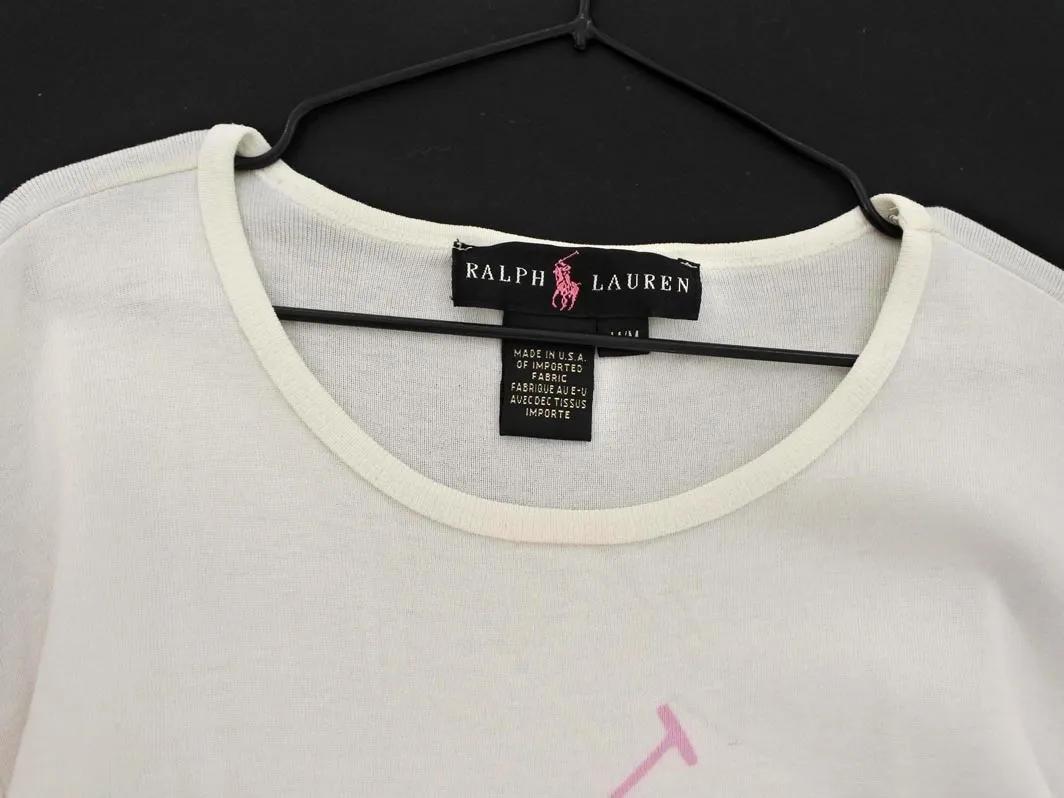 RALPH LAUREN
MADE IN U.S.A.
OF IMPORTED
FABRIC
FABRIQUE AU E-U
AVEC DEC TISSUS
IMPORTE